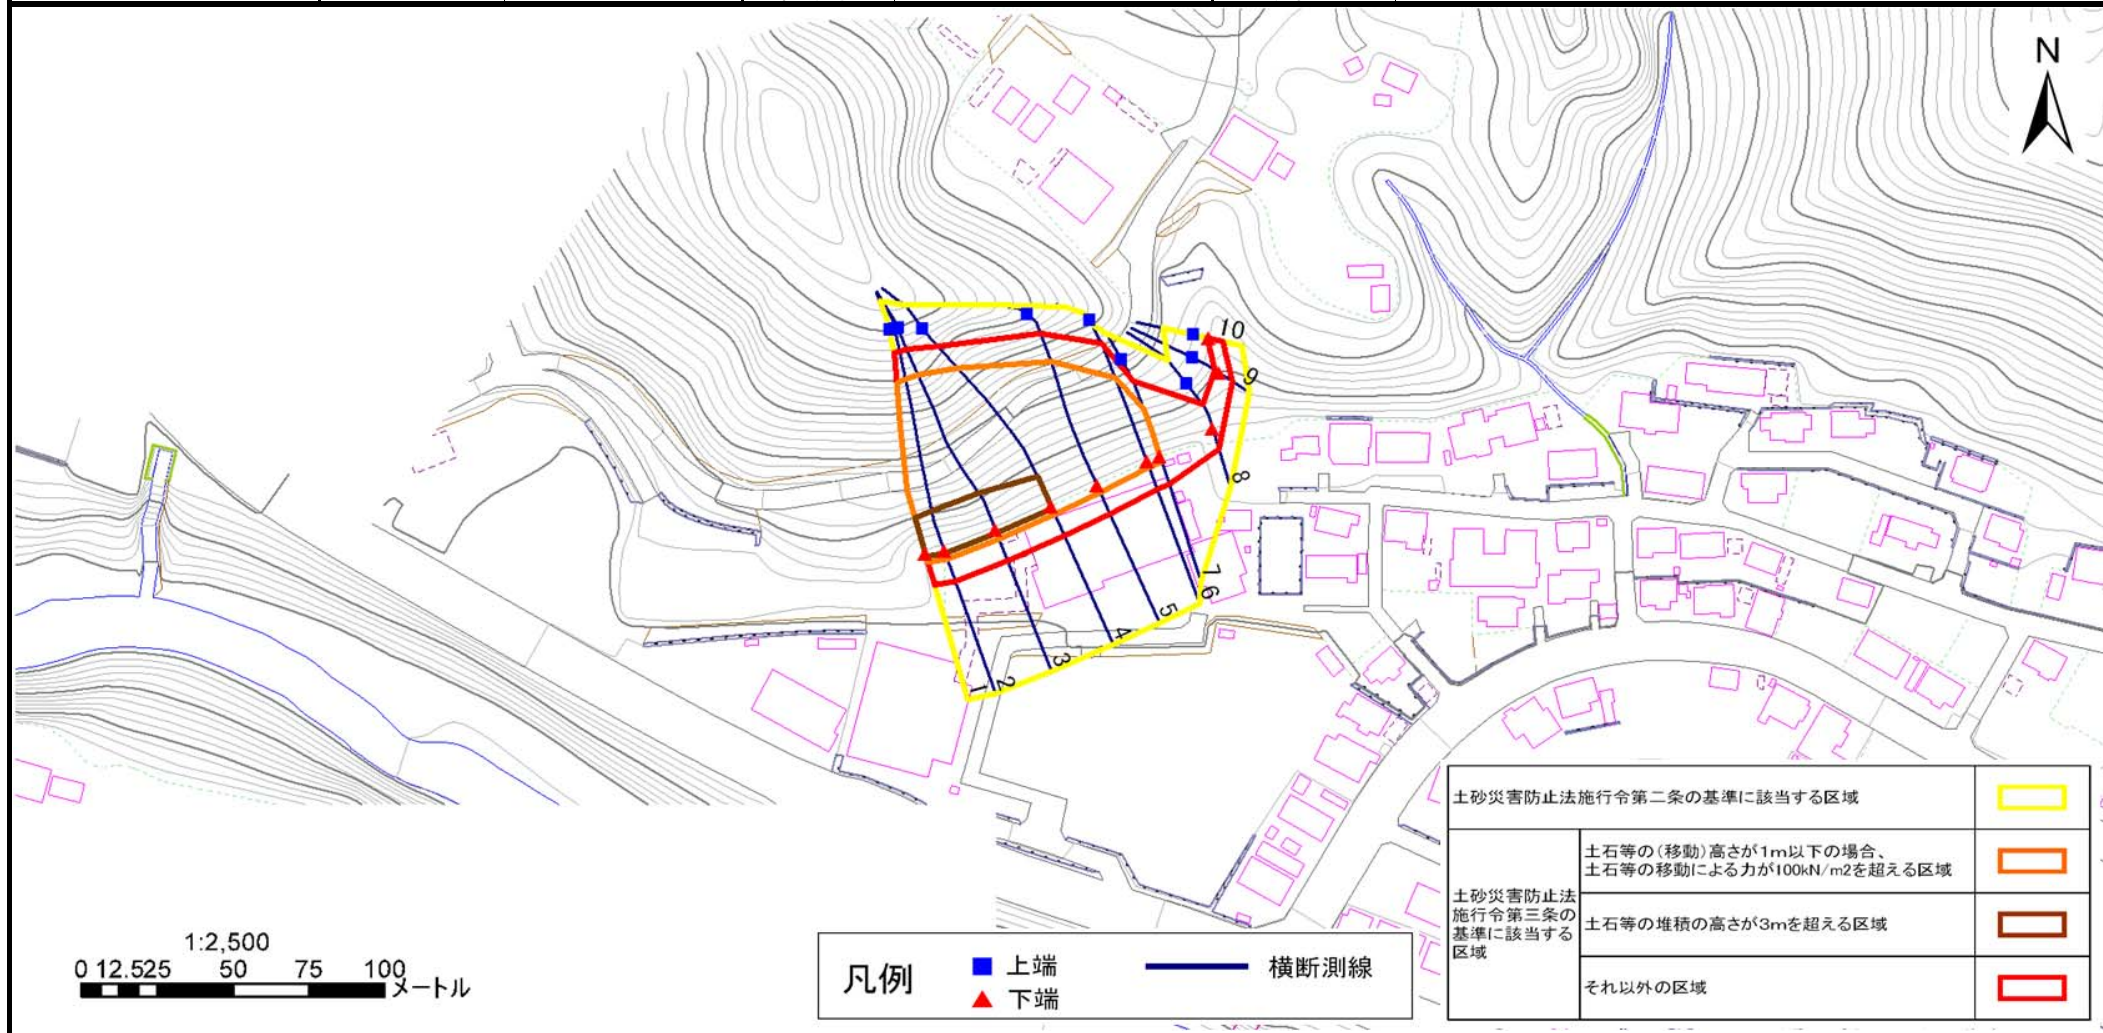 N
10
9
8
7
6
5
4
3
2
1
土砂災害防止法施行令第二条の基準に該当する区域
土砂災害防止法
施行令第三条の
基準に該当する
区域
土石等の(移動)高さが1m以下の場合、
土石等の移動による力が100kN/m2を超える区域
土石等の堆積の高さが3mを超える区域
それ以外の区域
1:2,500
0 12.525 50 75 100
メートル
凡例
上端
下端
横断測線